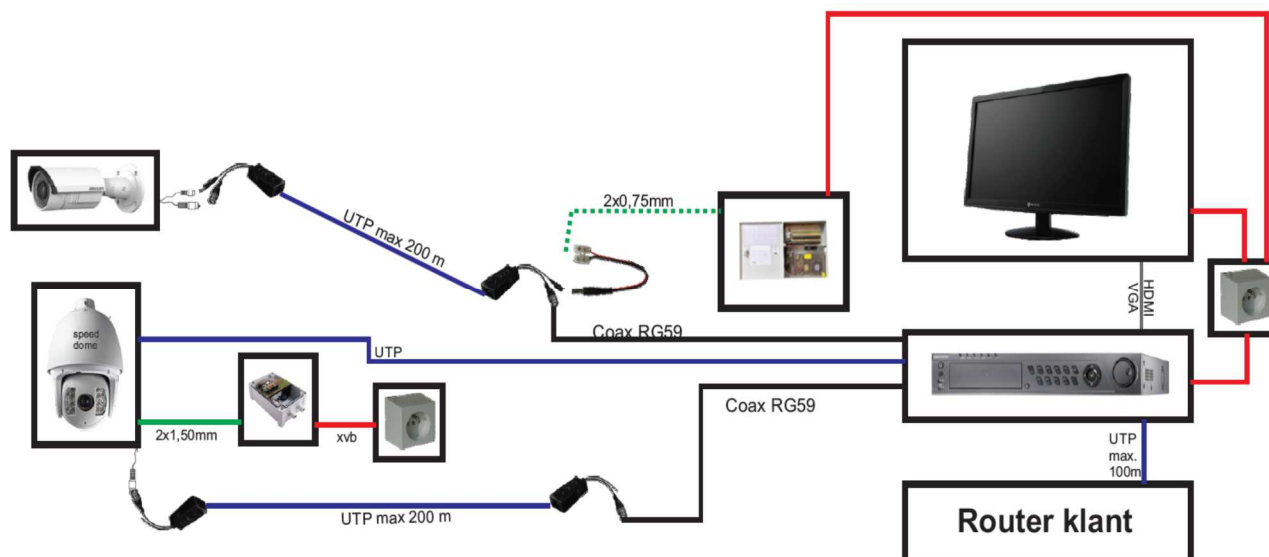 2x0,75mm
UTP max 200 m
HDMI
VGA
Coax RG59
speed
dome
UTP
Coax RG59
2x1,50mm
xvb
UTP
max.
100m
UTP max 200 m
Router klant